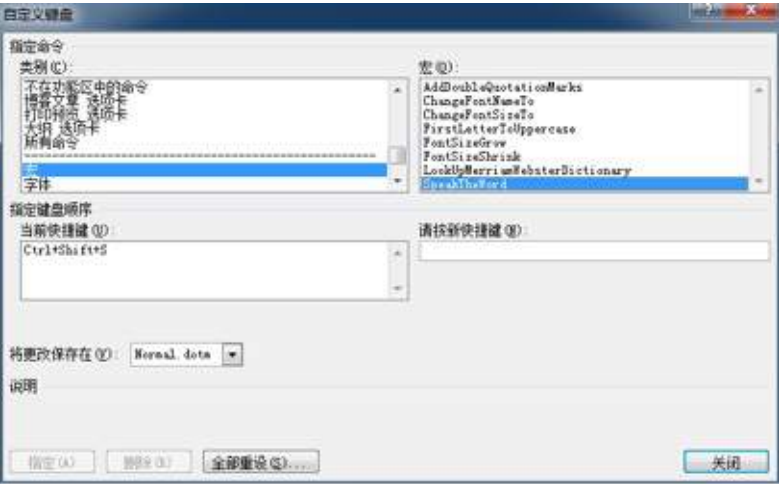 自定义键盘
指定命令
类别(C):
宏(O):
不在功能区中的命令
博客文章 选项卡
打印预览 选项卡
大纲 选项卡
所有命令
宏
字体
AddDoubleQuotationMarks
ChangeFontNameTo
ChangeFontSizeTo
FirstLetterToUppercase
FontSizeGrow
FontSizeShrink
LookUpMerriamWebsterDictionary
SpeakTheWord
指定键盘顺序
当前快捷键(U):
请按新快捷键(N):
Ctrl+Shift+S
将更改保存在(V):
Normal.dotm
说明
指定(A)
删除(R)
全部重设(S)...
关闭